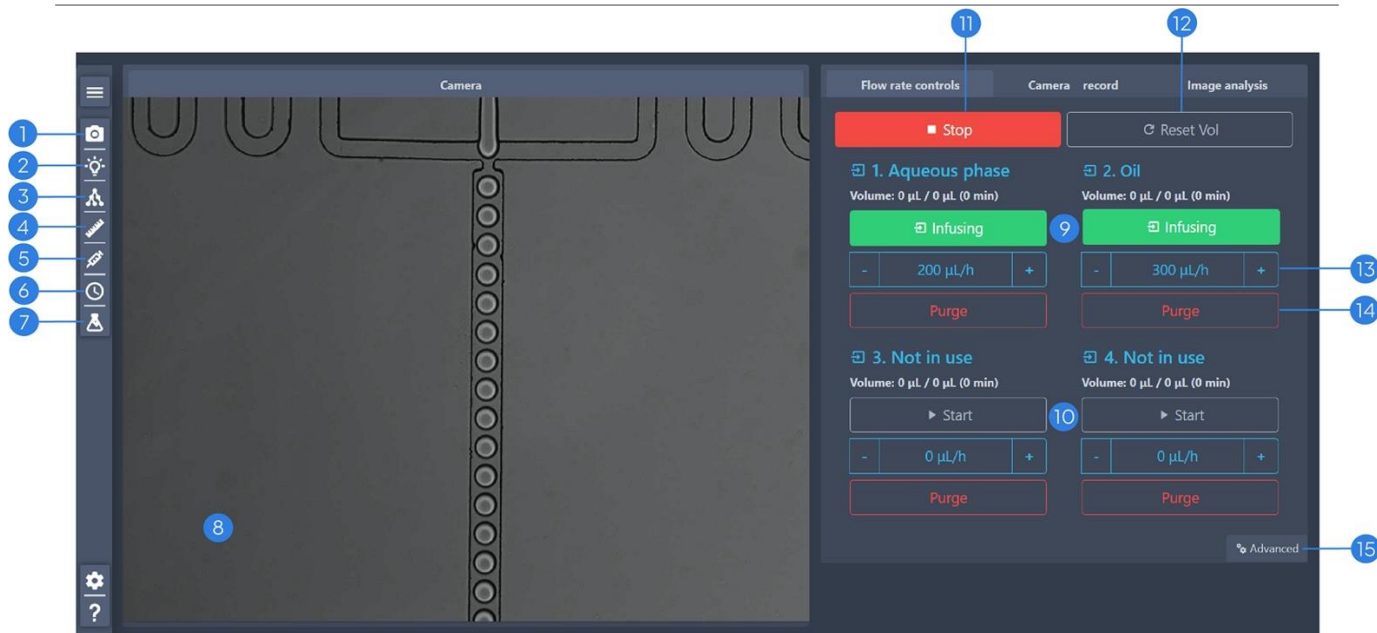 11
12
Camera
Flow rate controls
Camera record
Image analysis
1
2
3
4
5
6
7
Stop
Reset Vol
1. Aqueous phase
2. Oil
Volume: 0 µL / 0 µL (0 min)
Volume: 0 µL / 0 µL (0 min)
Infusing
9
Infusing
- 200 µL/h +
- 300 µL/h +
13
Purge
Purge
14
3. Not in use
4. Not in use
Volume: 0 µL / 0 µL (0 min)
Volume: 0 µL / 0 µL (0 min)
Start
10
Start
- 0 µL/h +
- 0 µL/h +
Purge
Purge
8
Advanced
15
?